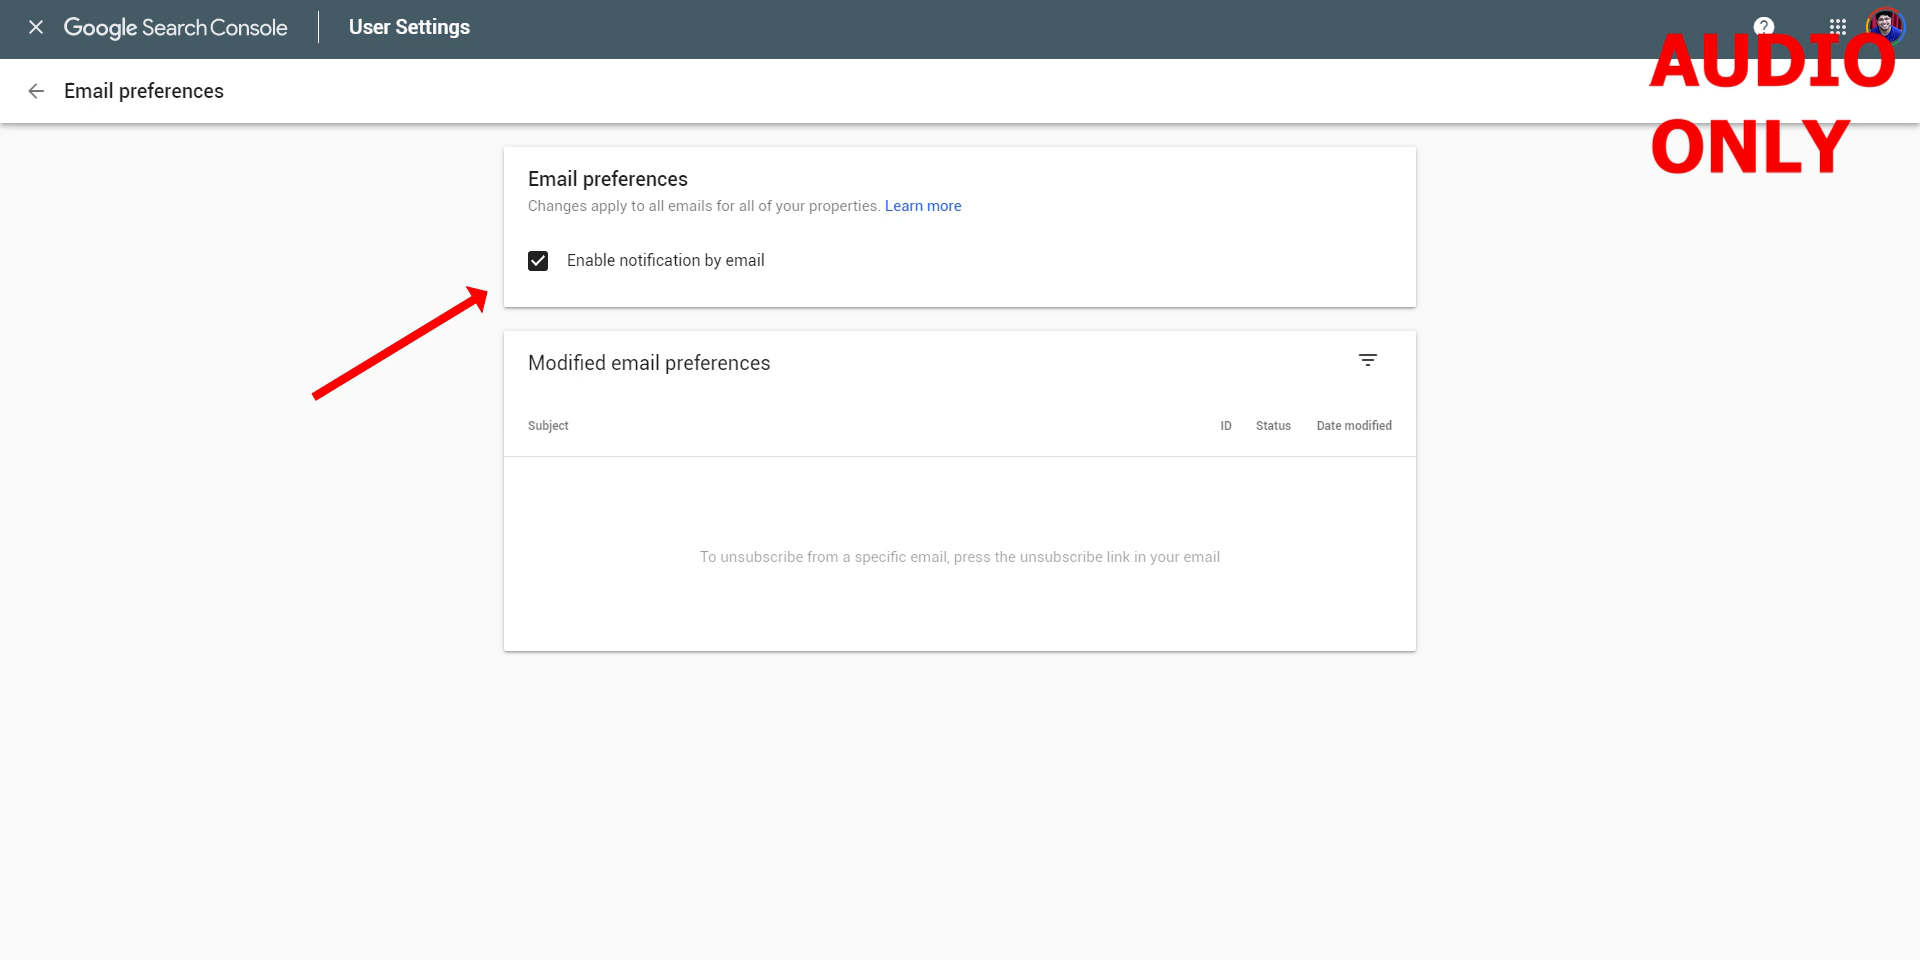 Google Search Console
User Settings
?
AUDIO
ONLY
Email preferences
Email preferences
Changes apply to all emails for all of your properties. Learn more
Enable notification by email
Modified email preferences
Subject ID Status Date modified
To unsubscribe from a specific email, press the unsubscribe link in your email